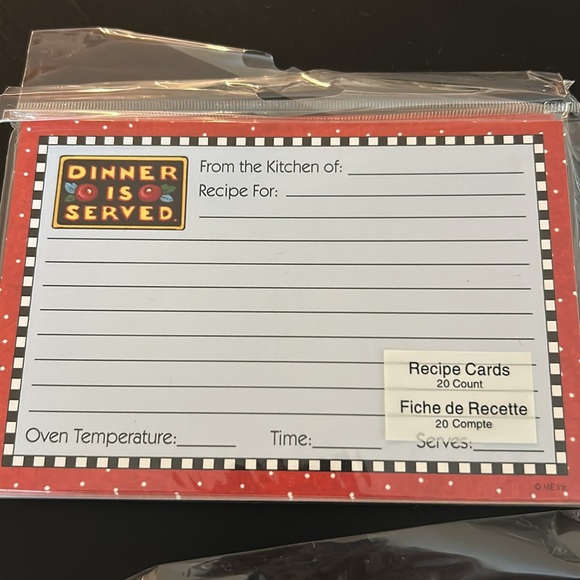 DINNER
IS
SERVED.
From the Kitchen of:
Recipe For:
Recipe Cards
20 Count
Fiche de Recette
20 Compte
Oven Temperature:
Time:
Serves: